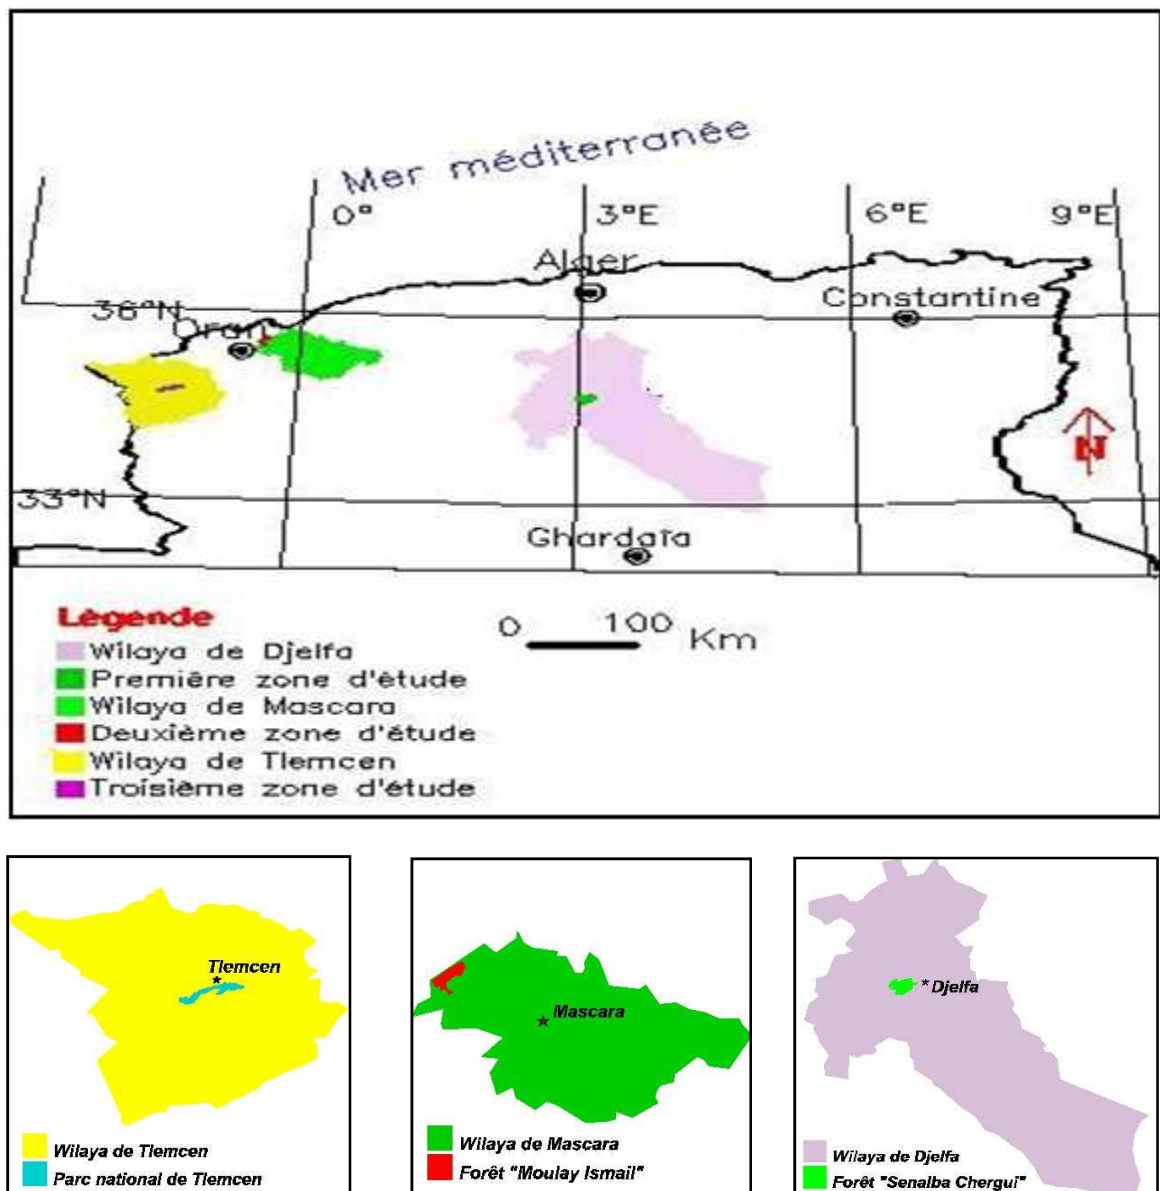 Mer méditerranée
0°
3°E
6°E
9°E
Alger
36°N
Constantine
Oran
33°N
Ghardaïa
N
Légende
Wilaya de Djelfa
Première zone d'étude
Wilaya de Mascara
Deuxième zone d'étude
Wilaya de Tlemcen
Troisième zone d'étude
0 100 Km
Tlemcen
Wilaya de Tlemcen
Parc national de Tlemcen
Mascara
Wilaya de Mascara
Forêt "Moulay Ismail"
Djelfa
Wilaya de Djelfa
Forêt "Senalba Chergui"